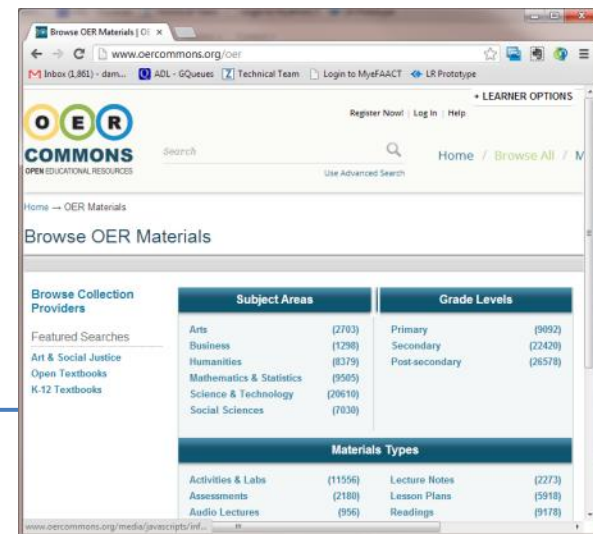 Browse OER Materials | OE ×
www.oercommons.org/oer
Inbox (1,861) - dam... ADL - GQueues Technical Team Login to MyeFAACT LR Prototype
+ LEARNER OPTIONS
Register Now! | Log In | Help
O E R
COMMONS
OPEN EDUCATIONAL RESOURCES
Search
Use Advanced Search
Home / Browse All / M
Home → OER Materials
Browse OER Materials
Browse Collection
Providers
Featured Searches
Art & Social Justice
Open Textbooks
K-12 Textbooks
Subject Areas
Arts (2703)
Business (1298)
Humanities (8379)
Mathematics & Statistics (9505)
Science & Technology (20610)
Social Sciences (7030)
Grade Levels
Primary (9092)
Secondary (22420)
Post-secondary (26578)
Materials Types
Activities & Labs (11556)
Assessments (2180)
Audio Lectures (956)
Lecture Notes (2273)
Lesson Plans (5918)
Readings (9178)
www.oercommons.org/media/javascripts/inf...